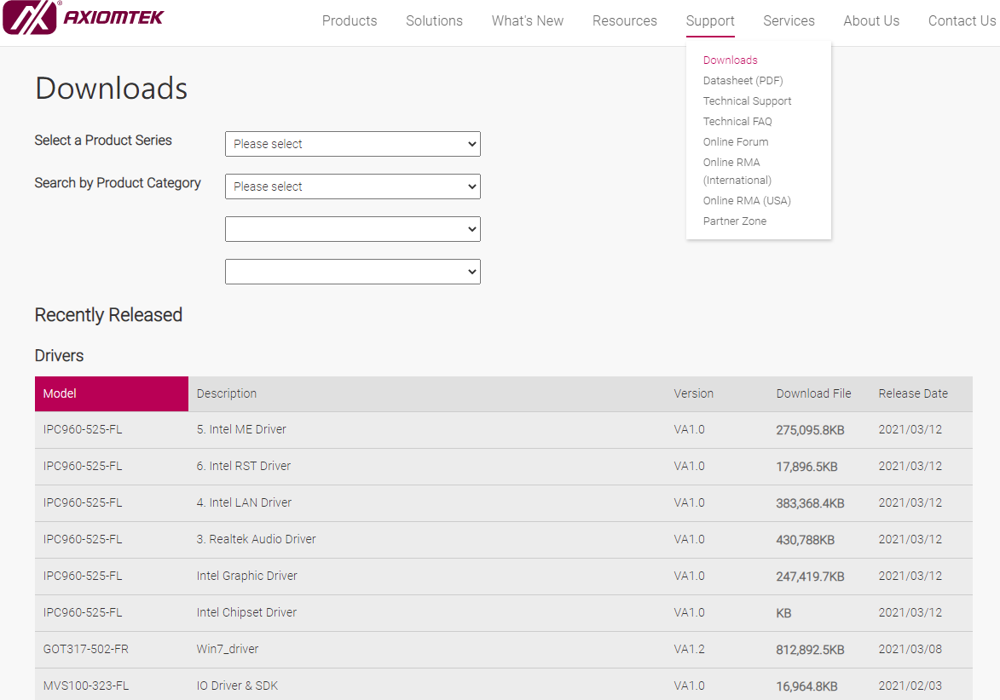 AXIOMTEK
Products Solutions What's New Resources Support Services About Us Contact Us
Downloads
Datasheet (PDF)
Technical Support
Technical FAQ
Online Forum
Online RMA
(International)
Online RMA (USA)
Partner Zone
Downloads
Select a Product Series Please select
Search by Product Category Please select
Recently Released
Drivers
Model Description Version Download File Release Date
IPC960-525-FL 5. Intel ME Driver VA1.0 275,095.8KB 2021/03/12
IPC960-525-FL 6. Intel RST Driver VA1.0 17,896.5KB 2021/03/12
IPC960-525-FL 4. Intel LAN Driver VA1.0 383,368.4KB 2021/03/12
IPC960-525-FL 3. Realtek Audio Driver VA1.0 430,788KB 2021/03/12
IPC960-525-FL Intel Graphic Driver VA1.0 247,419.7KB 2021/03/12
IPC960-525-FL Intel Chipset Driver VA1.0 KB 2021/03/12
GOT317-502-FR Win7_driver VA1.2 812,892.5KB 2021/03/08
MVS100-323-FL IO Driver & SDK VA1.0 16,964.8KB 2021/02/03